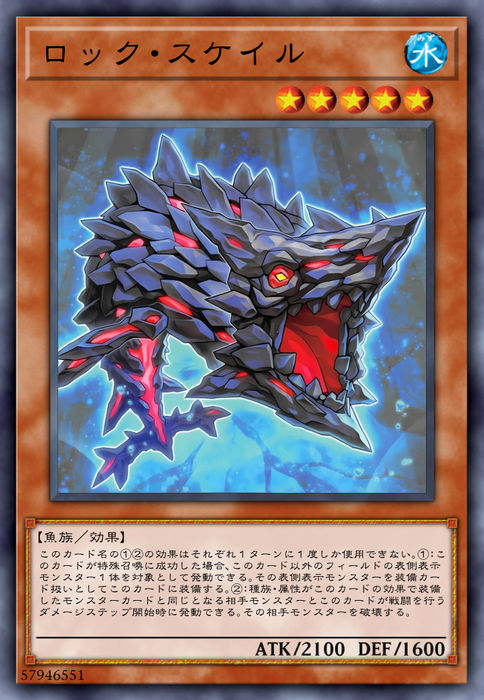 ロック・スケイル
みず
水
【魚族／効果】
このカード名の①②の効果はそれぞれ１ターンに１度しか使用できない。①：こ
のカードが特殊召喚に成功した場合、このカード以外のフィールドの表側表示
モンスター１体を対象として発動できる。その表側表示モンスターを装備カー
ド扱いとしてこのカードに装備する。②：種族・属性がこのカードの効果で装備
したモンスターカードと同じとなる相手モンスターとこのカードが戦闘を行う
ダメージステップ開始時に発動できる。その相手モンスターを破壊する。
ATK/2100 DEF/1600
57946551